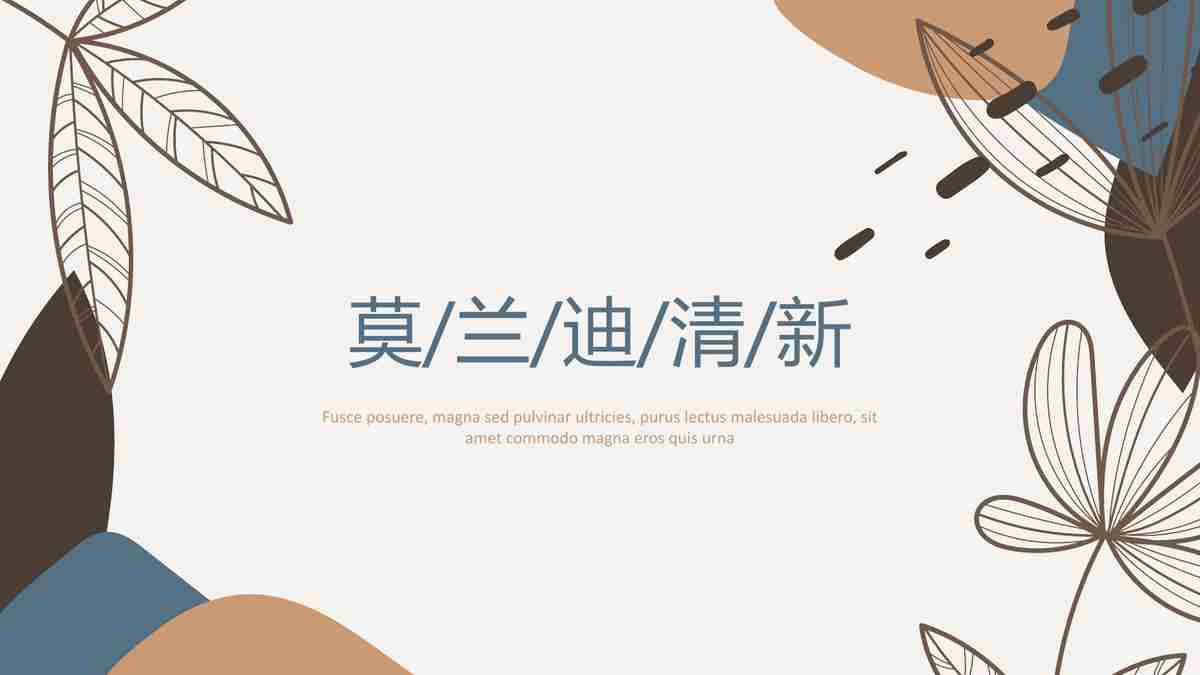 莫/兰/迪/清/新
Fusce posuere, magna sed pulvinar ultricies, purus lectus malesuada libero, sit
amet commodo magna eros quis urna